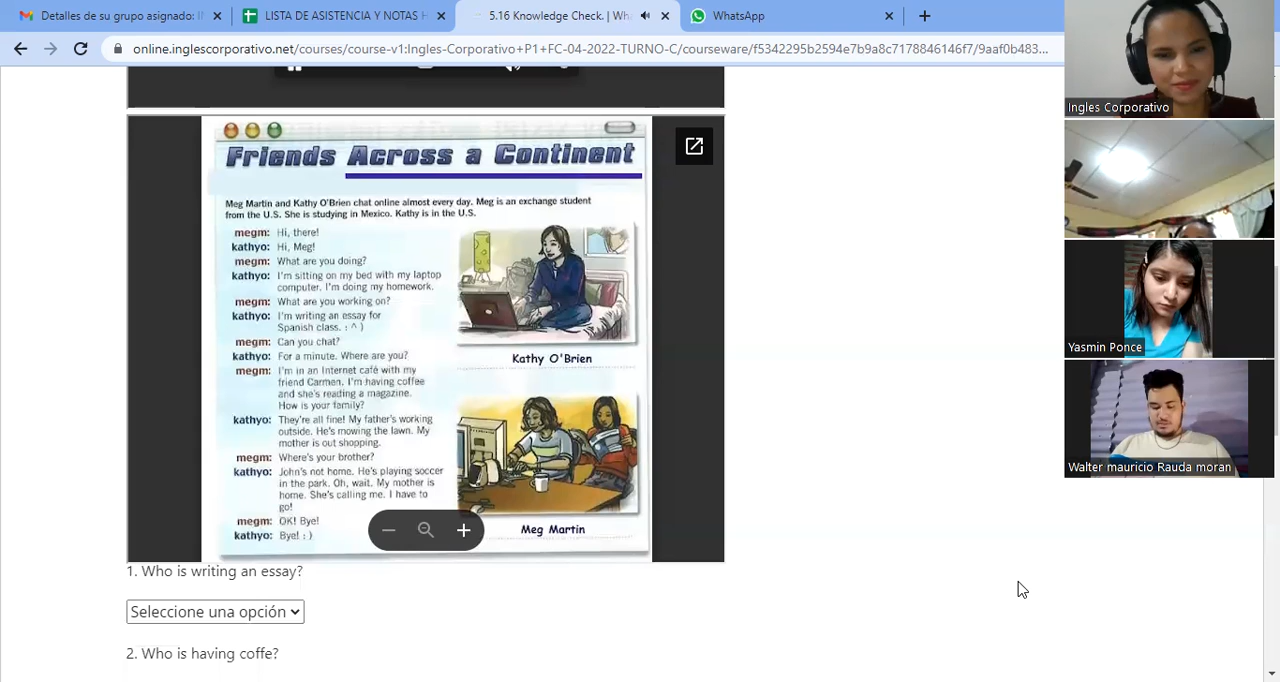 Detalles de su grupo asignado: I
LISTA DE ASISTENCIA Y NOTAS H
5.16 Knowledge Check. | Wh
WhatsApp
online.inglescorporativo.net/courses/course-v1:Ingles-Corporativo+P1+FC-04-2022-TURNO-C/courseware/f5342295b2594e7b9a8c7178846146f7/9aaf0b483...
Ingles Corporativo
Yasmin Ponce
Walter mauricio Rauda moran
Friends Across a Continent
Meg Martin and Kathy O'Brien chat online almost every day. Meg is an exchange student
from the U.S. She is studying in Mexico. Kathy is in the U.S.
megm: Hi, there!
kathyo: Hi, Meg!
megm: What are you doing?
kathyo: I'm sitting on my bed with my laptop
computer. I'm doing my homework.
megm: What are you working on?
kathyo: I'm writing an essay for
Spanish class. : ^ )
megm: Can you chat?
kathyo: For a minute. Where are you?
megm: I'm in an Internet café with my
friend Carmen. I'm having coffee
and she's reading a magazine.
How is your family?
kathyo: They're all fine! My father's working
outside. He's mowing the lawn. My
mother is out shopping.
megm: Where's your brother?
kathyo: John's not home. He's playing soccer
in the park. Oh, wait. My mother is
home. She's calling me. I have to
go!
megm: OK! Bye!
kathyo: Bye! : )
Kathy O'Brien
Meg Martin
1. Who is writing an essay?
Seleccione una opción
2. Who is having coffe?